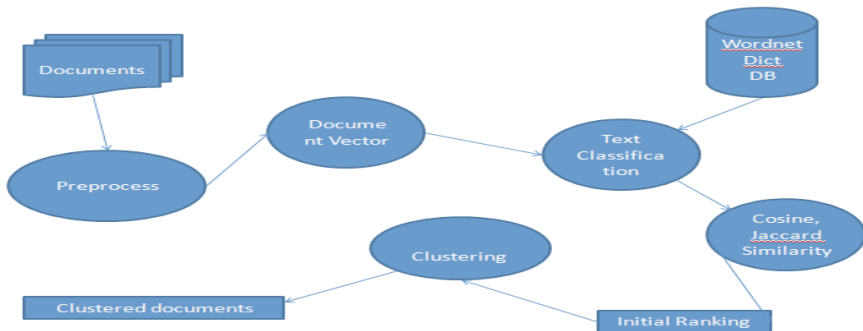 Documents
Preprocess
Docume
nt Vector
Text
Classifica
tion
Wordnet
Dict
DB
Cosine,
Jaccard
Similarity
Initial Ranking
Clustering
Clustered documents